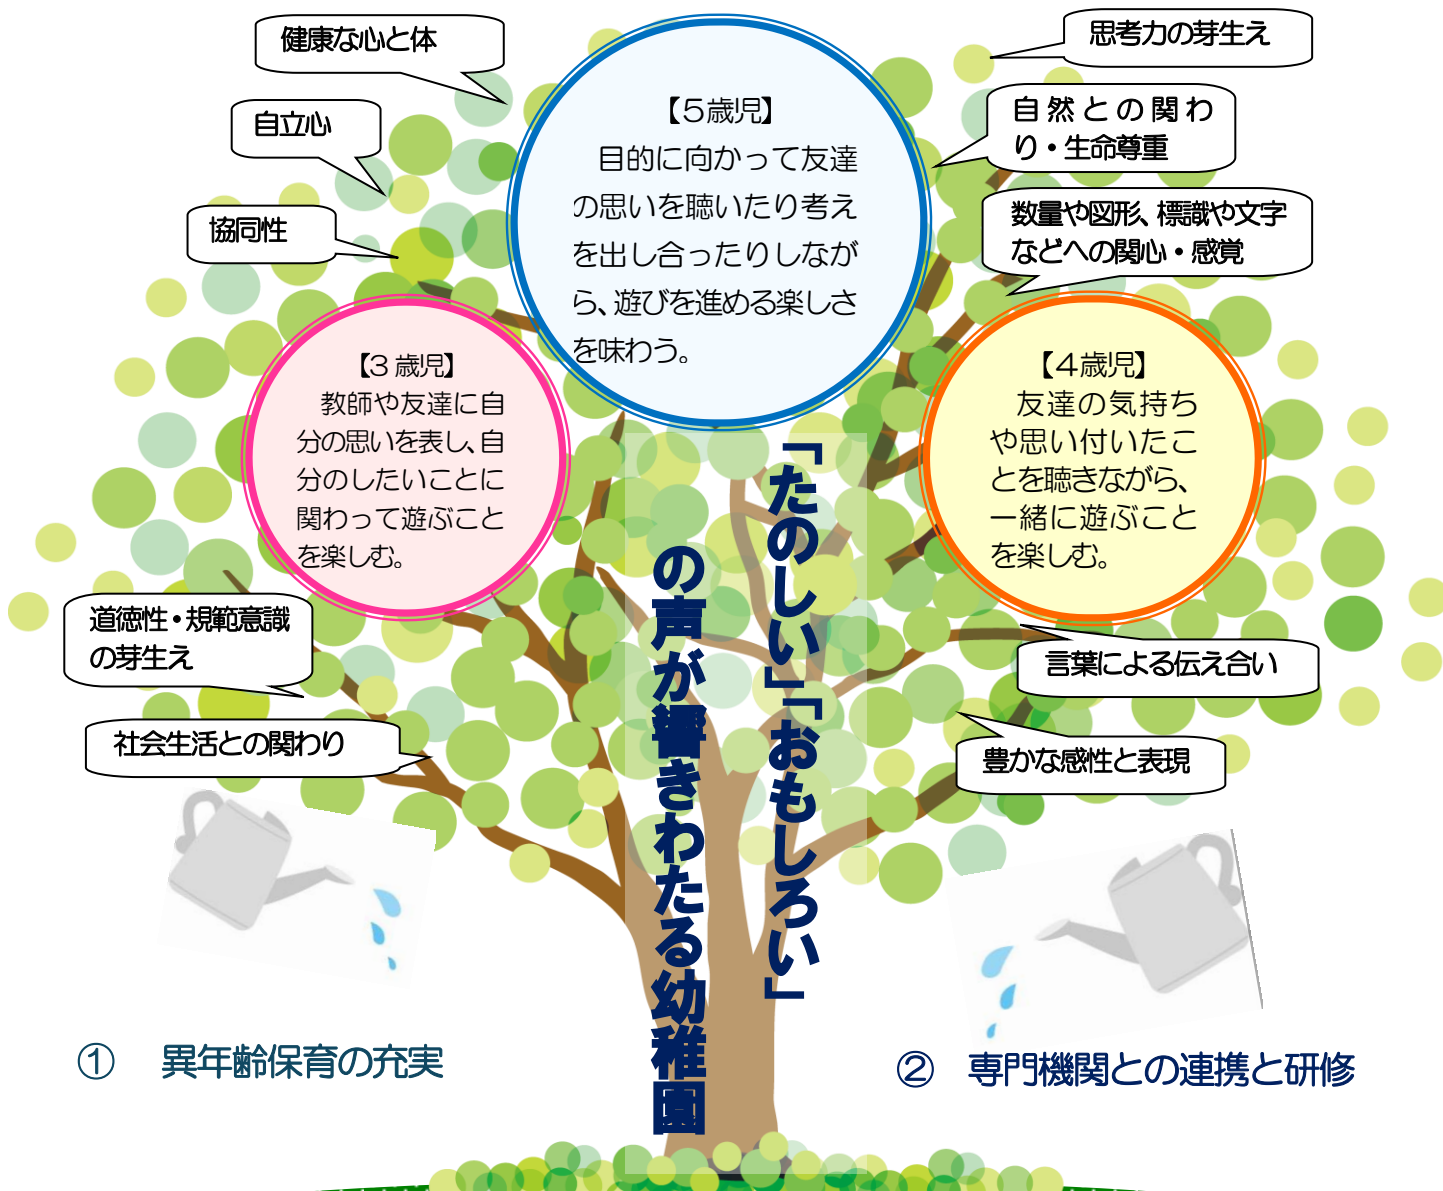 健康な心と体
自立心
協同性
思考力の芽生え
自然との関わ
り・生命尊重
数量や図形、標識や文字
などへの関心・感覚
【5歳児】
目的に向かって友達
の思いを聴いたり考え
を出し合ったりしなが
ら、遊びを進める楽しさ
を味わう。
【3歳児】
教師や友達に自
分の思いを表し、自
分のしたいことに
関わって遊ぶこと
を楽しむ。
【4歳児】
友達の気持ち
や思い付いたこ
とを聴きながら、
一緒に遊ぶこと
を楽しむ。
「たのしい」「おもしろい」
の声が響きわたる幼稚園
道徳性・規範意識
の芽生え
社会生活との関わり
言葉による伝え合い
豊かな感性と表現
① 異年齢保育の充実
② 専門機関との連携と研修